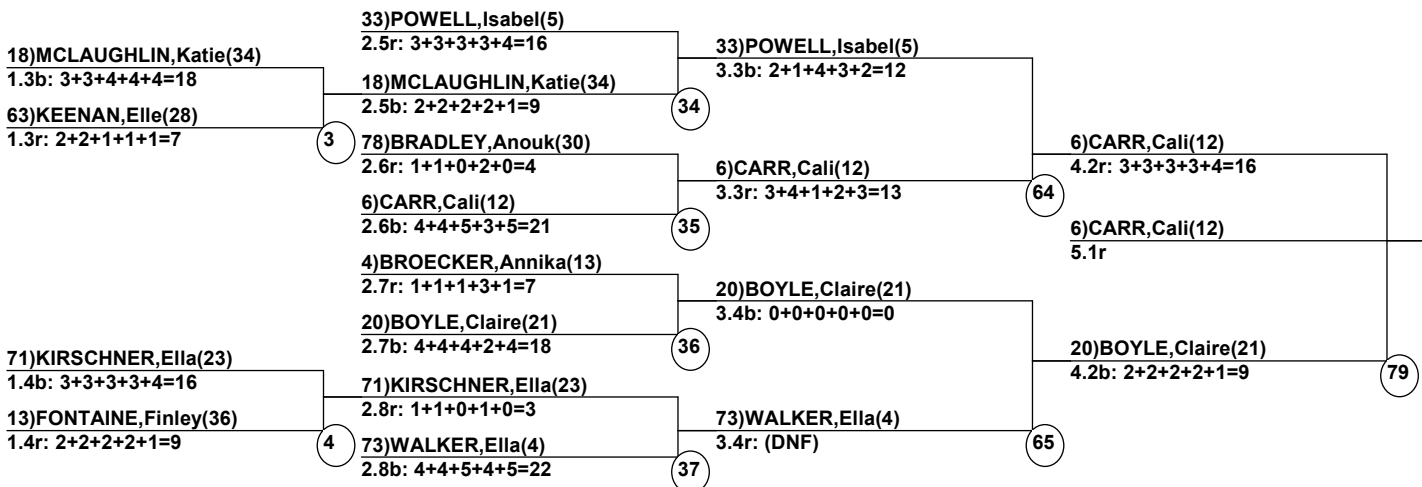 18)MCLAUGHLIN,Katie(34)
1.3b: 3+3+4+4+4=18
63)KEENAN,Elle(28)
1.3r: 2+2+1+1+1=7
3
71)KIRSCHNER,Ella(23)
1.4b: 3+3+3+3+4=16
13)FONTAINE,Finley(36)
1.4r: 2+2+2+2+1=9
4
33)POWELL,Isabel(5)
2.5r: 3+3+3+3+4=16
18)MCLAUGHLIN,Katie(34)
2.5b: 2+2+2+2+1=9
34
78)BRADLEY,Anouk(30)
2.6r: 1+1+0+2+0=4
6)CARR,Cali(12)
2.6b: 4+4+5+3+5=21
35
4)BROECKER,Annika(13)
2.7r: 1+1+1+3+1=7
20)BOYLE,Claire(21)
2.7b: 4+4+4+2+4=18
36
71)KIRSCHNER,Ella(23)
2.8r: 1+1+0+1+0=3
73)WALKER,Ella(4)
2.8b: 4+4+5+4+5=22
37
33)POWELL,Isabel(5)
3.3b: 2+1+4+3+2=12
6)CARR,Cali(12)
3.3r: 3+4+1+2+3=13
64
20)BOYLE,Claire(21)
3.4b: 0+0+0+0+0=0
73)WALKER,Ella(4)
3.4r: (DNF)
65
6)CARR,Cali(12)
4.2r: 3+3+3+3+4=16
20)BOYLE,Claire(21)
4.2b: 2+2+2+2+1=9
79
6)CARR,Cali(12)
5.1r